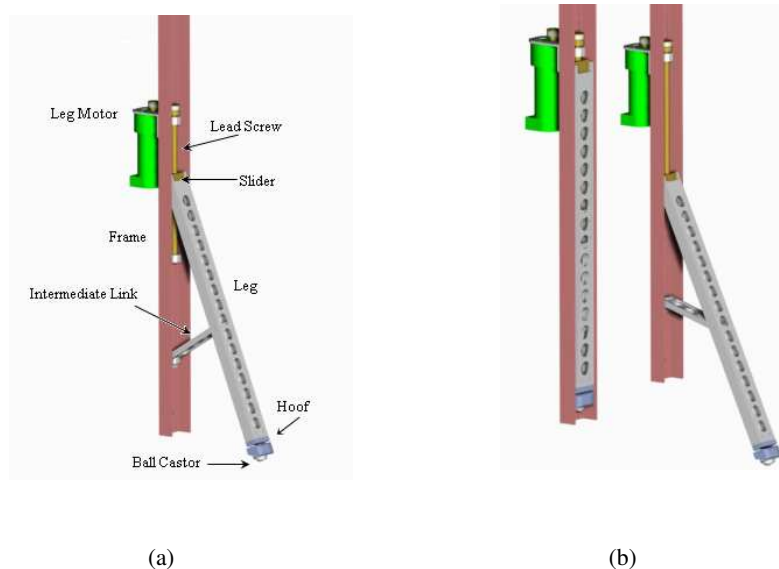 Leg Motor
Lead Screw
Slider
Frame
Leg
Intermediate Link
Hoof
Ball Castor
(a)
(b)